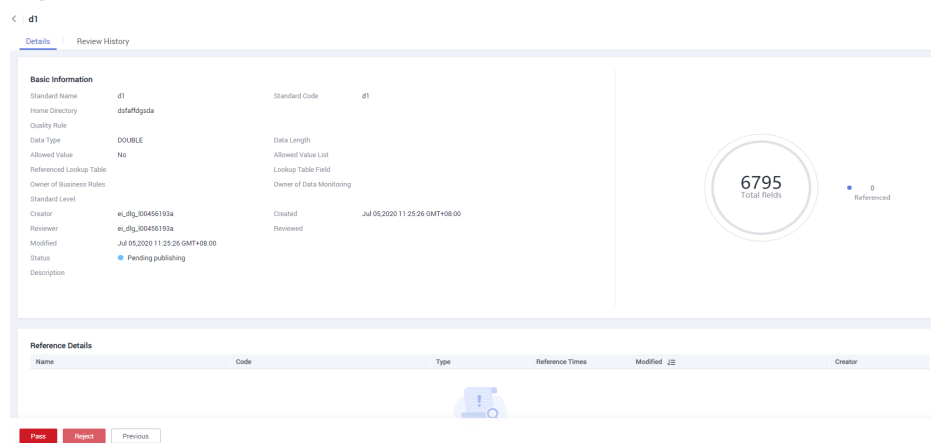 < d1
Details Review History
Basic Information
Standard Name d1 Standard Code d1
Home Directory dsfaffdgsda
Quality Rule
Data Type DOUBLE Data Length
Allowed Value No Allowed Value List
Referenced Lookup Table Lookup Table Field
Owner of Business Rules Owner of Data Monitoring
Standard Level
Creator ei_dlg_l00456193a Created Jul 05,2020 11:25:26 GMT+08:00
Reviewer ei_dlg_l00456193a Reviewed
Modified Jul 05,2020 11:25:26 GMT+08:00
Status Pending publishing
Description
6795
Total fields
0
Referenced
Reference Details
Name Code Type Reference Times Modified Creator
Pass Reject Previous